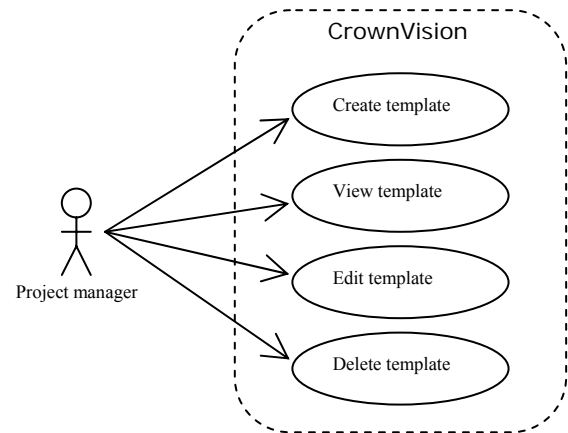 CrownVision
Create template
View template
Edit template
Delete template
Project manager